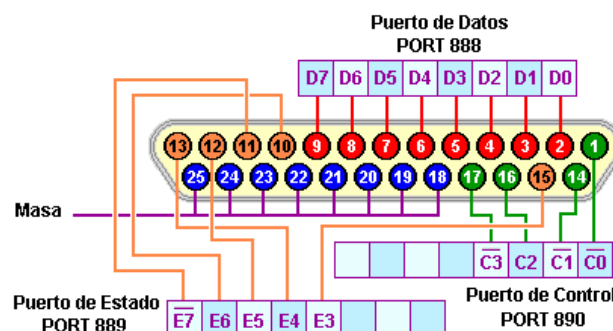 Puerto de Datos
PORT 888
D7 D6 D5 D4 D3 D2 D1 D0
13 12 11 10 9 8 7 6 5 4 3 2 1
25 24 23 22 21 20 19 18 17 16 15 14
Masa
C3 C2 C1 C0
Puerto de Control
PORT 890
Puerto de Estado
PORT 889
E7 E6 E5 E4 E3